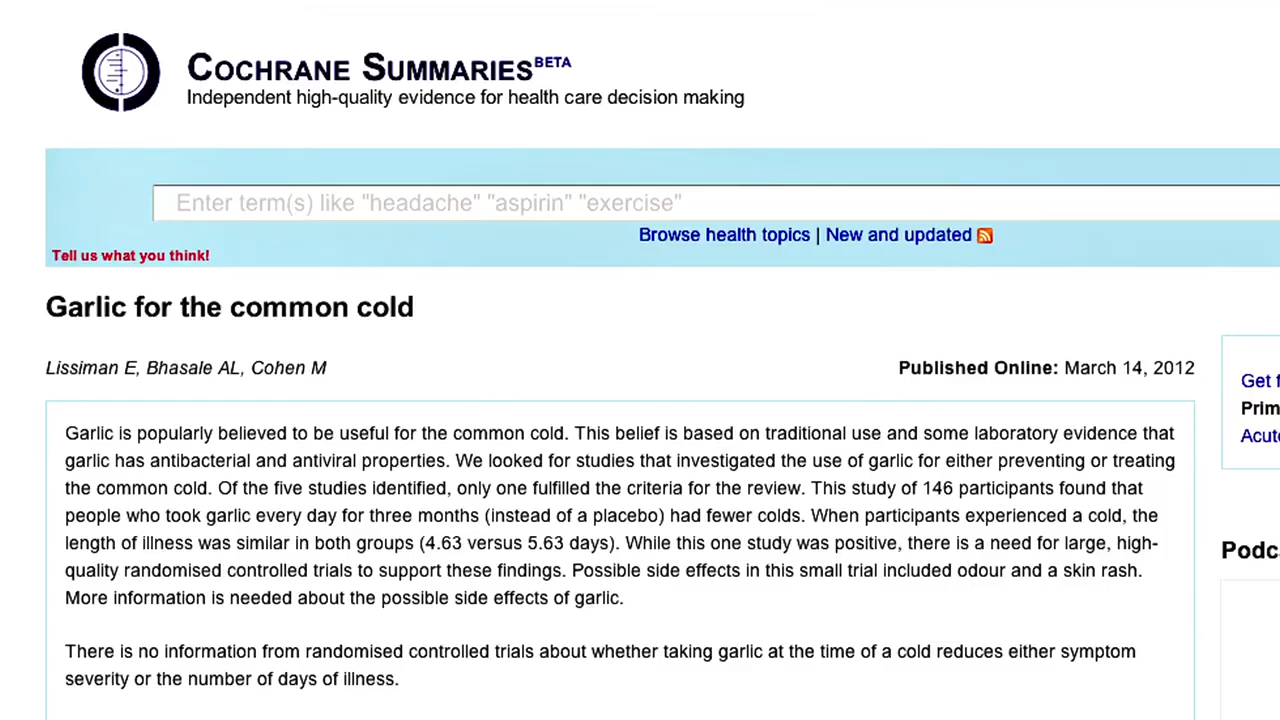 COCHRANE SUMMARIES BETA
Independent high-quality evidence for health care decision making
Enter term(s) like "headache" "aspirin" "exercise"
Browse health topics | New and updated
Tell us what you think!
Garlic for the common cold
Lissiman E, Bhasale AL, Cohen M
Published Online: March 14, 2012
Garlic is popularly believed to be useful for the common cold. This belief is based on traditional use and some laboratory evidence that
garlic has antibacterial and antiviral properties. We looked for studies that investigated the use of garlic for either preventing or treating
the common cold. Of the five studies identified, only one fulfilled the criteria for the review. This study of 146 participants found that
people who took garlic every day for three months (instead of a placebo) had fewer colds. When participants experienced a cold, the
length of illness was similar in both groups (4.63 versus 5.63 days). While this one study was positive, there is a need for large, high-
quality randomised controlled trials to support these findings. Possible side effects in this small trial included odour and a skin rash.
More information is needed about the possible side effects of garlic.
There is no information from randomised controlled trials about whether taking garlic at the time of a cold reduces either symptom
severity or the number of days of illness.
Get f
Prim
Acute
Podc